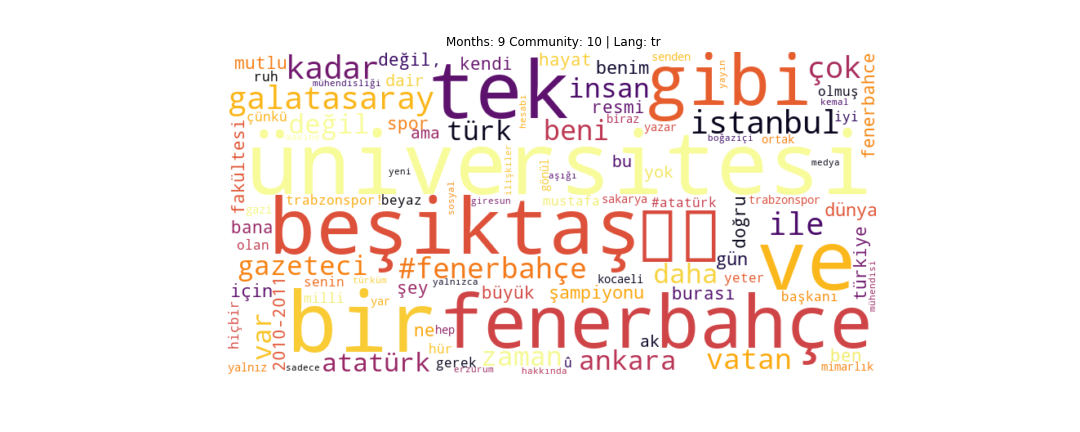 Months: 9 Community: 10 | Lang: tr
mutlu kadar değil, kendi tek hayat benim senden gibi yayın çok
ruh mühendisliği dair insan olmuş
galatasaray hesabı resmi kemal fenerbahce
çünkü değil spor ama türk beni biraz yazar istanbul iyi
fakültesi üniversitesi boğaziçi ortak
yeni ilişkiler gönül aşığı bu yok medya
gazi trabzonspor! beyaz sosyal giresun mustafa sakarya #atatürk trabzonspor dünya
bana beşiktaş doğru ile
olan gün ve türkiye
gazeteci #fenerbahçe kocaeli daha yeter mühendisi
için 2010-2011 senin türküm şey yalnızca büyük şampiyonu burası başkanı
milli yar
hiçbir var bir ne hep fenerbahçe
hür ak
yalnız sadece atatürk gerek zaman û ankara vatan ben
erzurum hakkında mimarlık